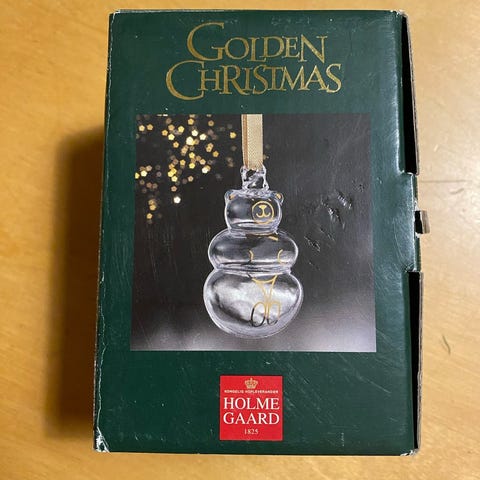 GOLDEN
CHRISTMAS
KONGELIG HOFLEVERANDØR
HOLME
GAARD
1825